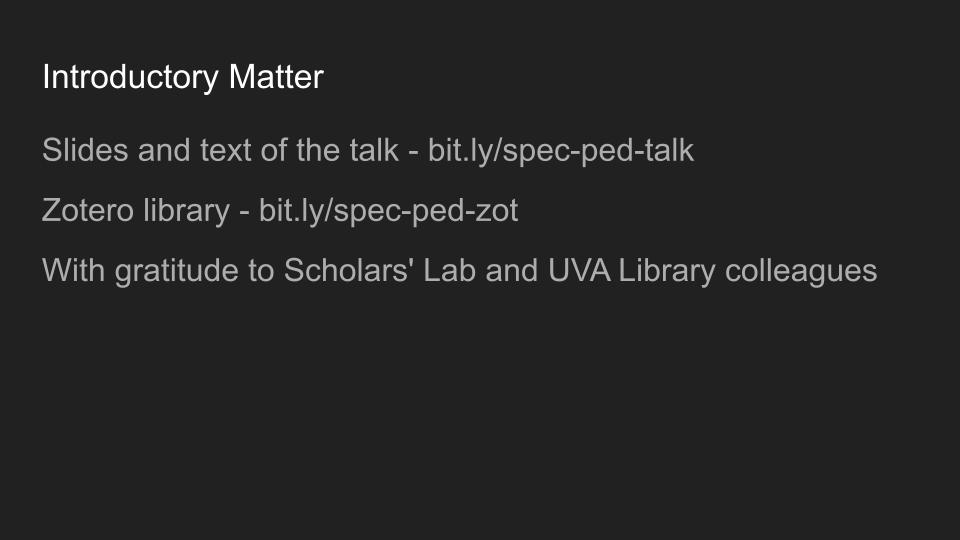 Introductory Matter
Slides and text of the talk - bit.ly/spec-ped-talk
Zotero library - bit.ly/spec-ped-zot
With gratitude to Scholars' Lab and UVA Library colleagues